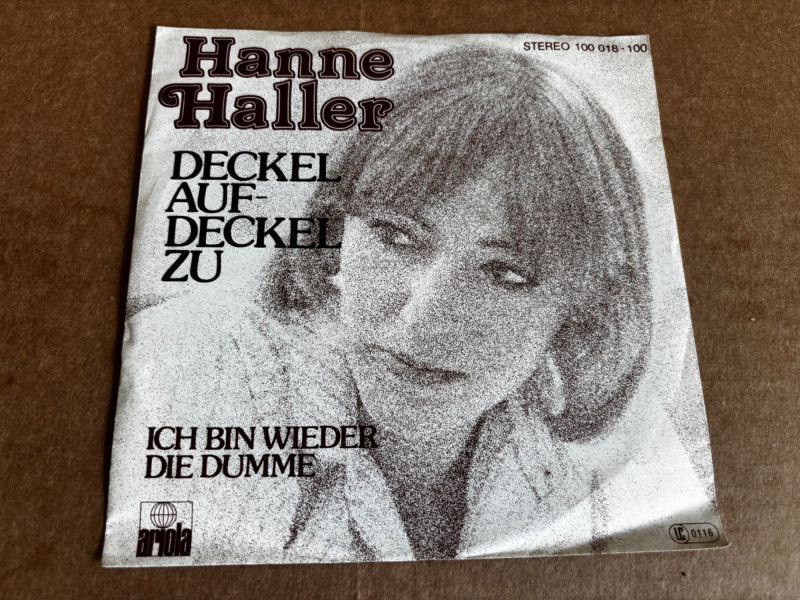 STEREO 100 018 - 100
Hanne
Haller
DECKEL
AUF-
DECKEL
ZU
ICH BIN WIEDER
DIE DUMME
ariola
LC 0116